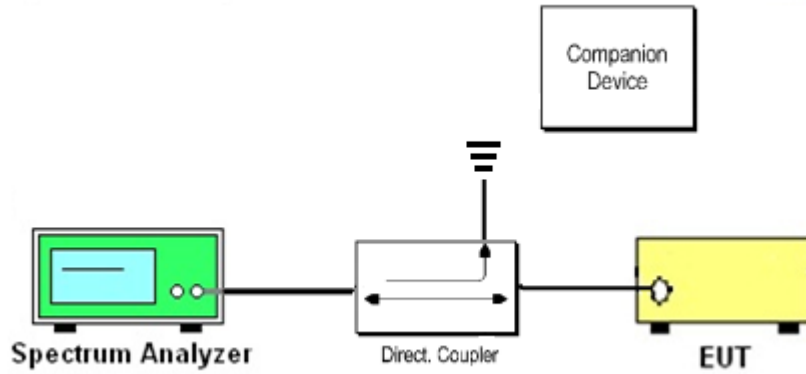 Companion
Device
Spectrum Analyzer
Direct. Coupler
EUT